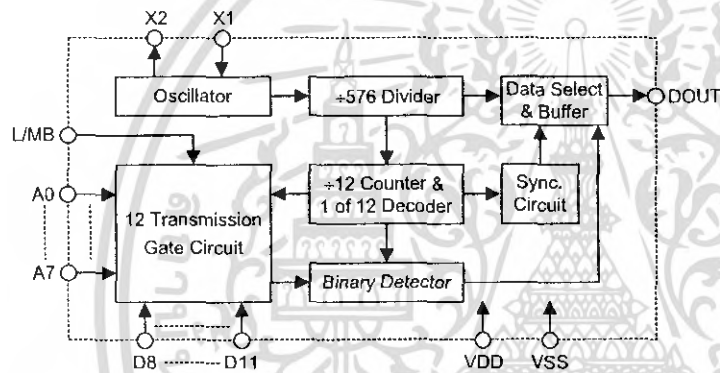 X2 X1
Oscillator
÷576 Divider
Data Select
& Buffer
DOUT
L/MB
A0
A7
12 Transmission
Gate Circuit
÷12 Counter &
1 of 12 Decoder
Sync.
Circuit
Binary Detector
D8 D11
VDD
VSS